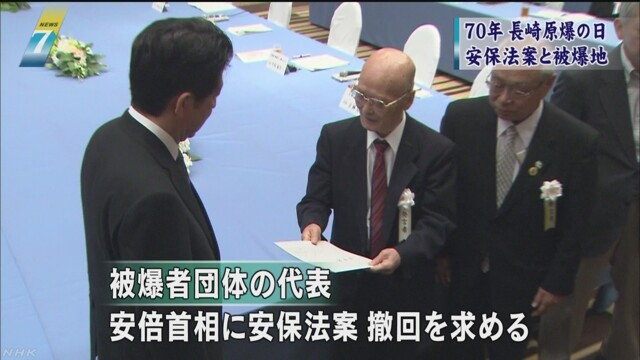 NEWS
7
70年 長崎原爆の日
安保法案と被爆地
被爆者団体の代表
安倍首相に安保法案 撤回を求める
NHK